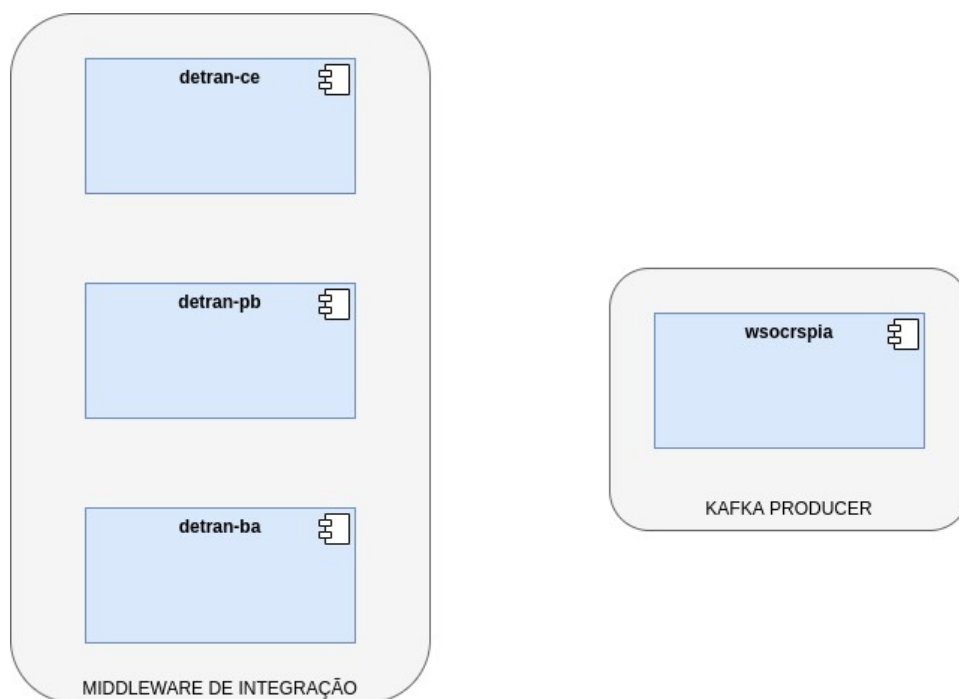 detran-ce
detran-pb
detran-ba
MIDDLEWARE DE INTEGRAÇÃO
wsocrspia
KAFKA PRODUCER